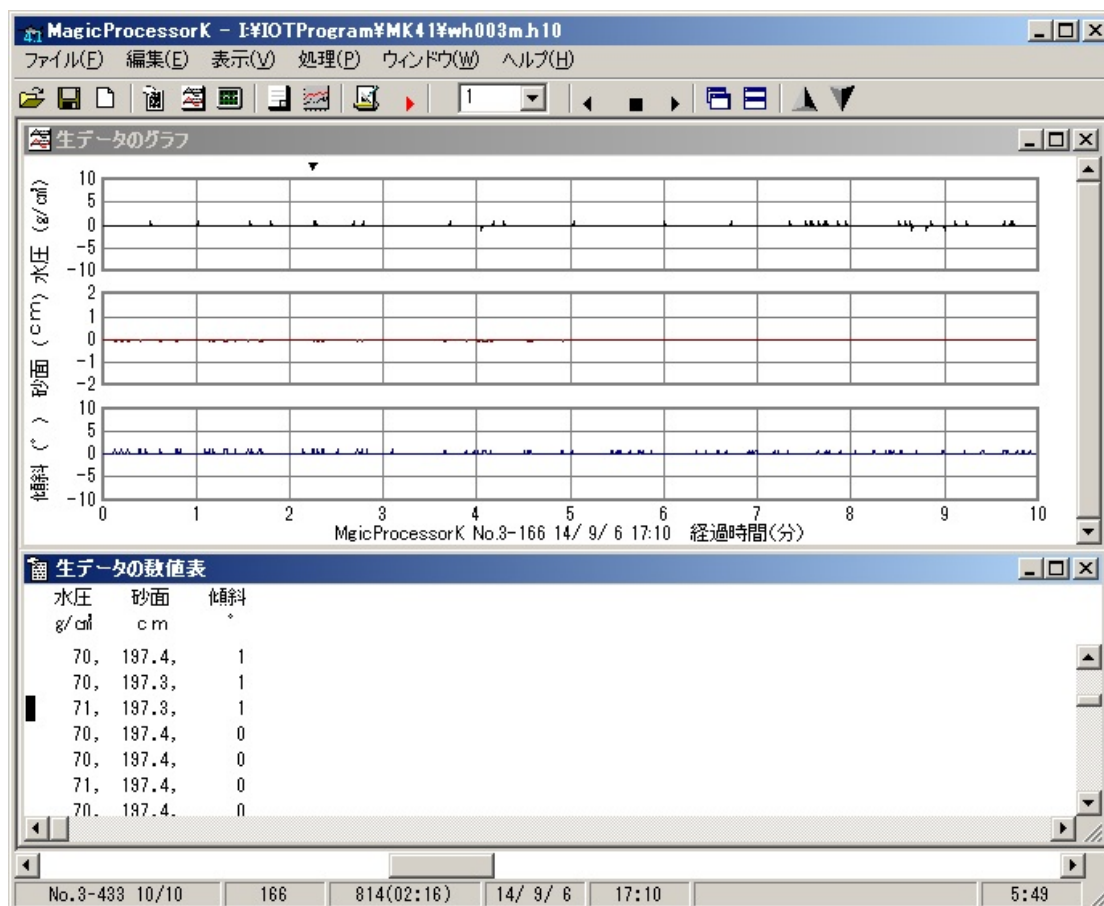 MagicProcessorK - I:¥IOTProgram¥MK41¥wh003m.h10
ファイル(F) 編集(E) 表示(V) 処理(P) ウィンドウ(W) ヘルプ(H)
1
生データのグラフ
水圧 (g/c㎡)
10
5
0
-5
-10
砂面 (cm)
2
1
0
-1
-2
傾斜 (°)
10
5
0
-5
-10
0 1 2 3 4 5 6 7 8 9 10
MgicProcessorK No.3-166 14/ 9/ 6 17:10 経過時間(分)
生データの数値表
水圧 砂面 傾斜
g/c㎡ cm °
70, 197.4, 1
70, 197.3, 1
71, 197.3, 1
70, 197.4, 0
70, 197.4, 0
71, 197.4, 0
70, 197.4, 0
No.3-433 10/10 166 814(02:16) 14/ 9/ 6 17:10 5:49